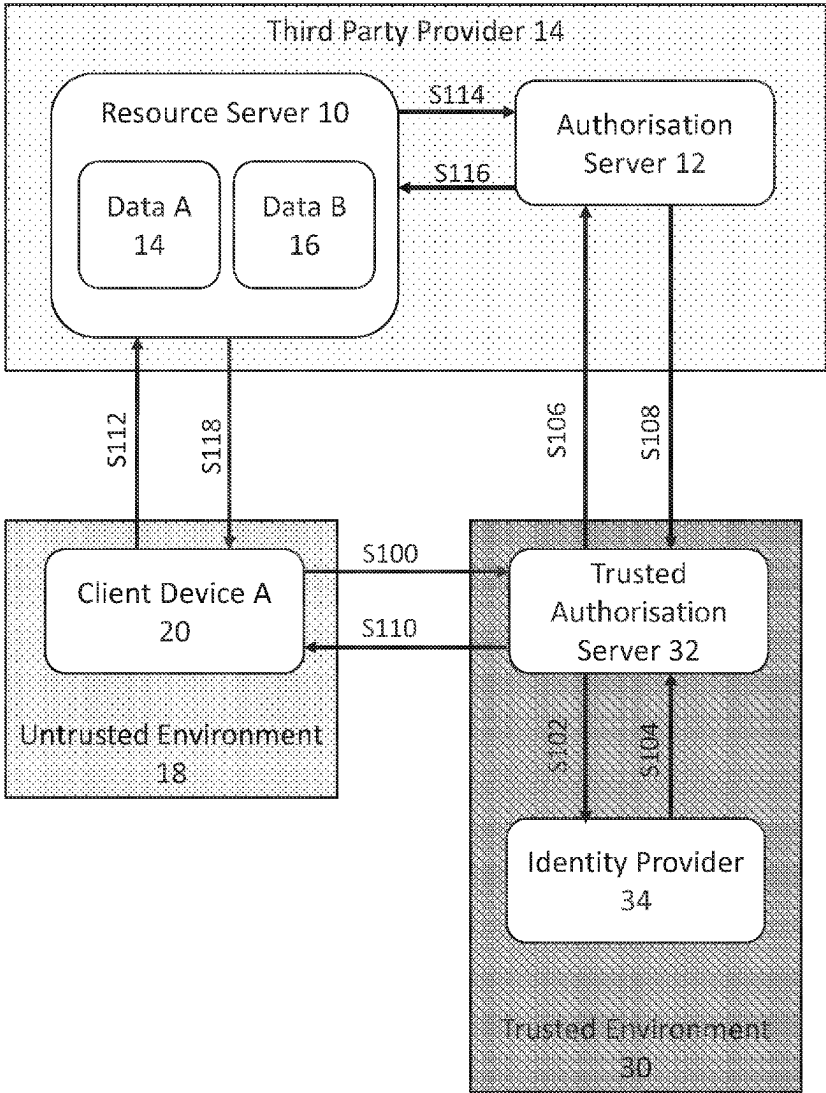 Third Party Provider 14
Resource Server 10
Data A
14
Data B
16
S114
S116
Authorisation
Server 12
S112
S118
S106
S108
Client Device A
20
Untrusted Environment
18
S100
S110
Trusted
Authorisation
Server 32
S102
S104
Identity Provider
34
Trusted Environment
30